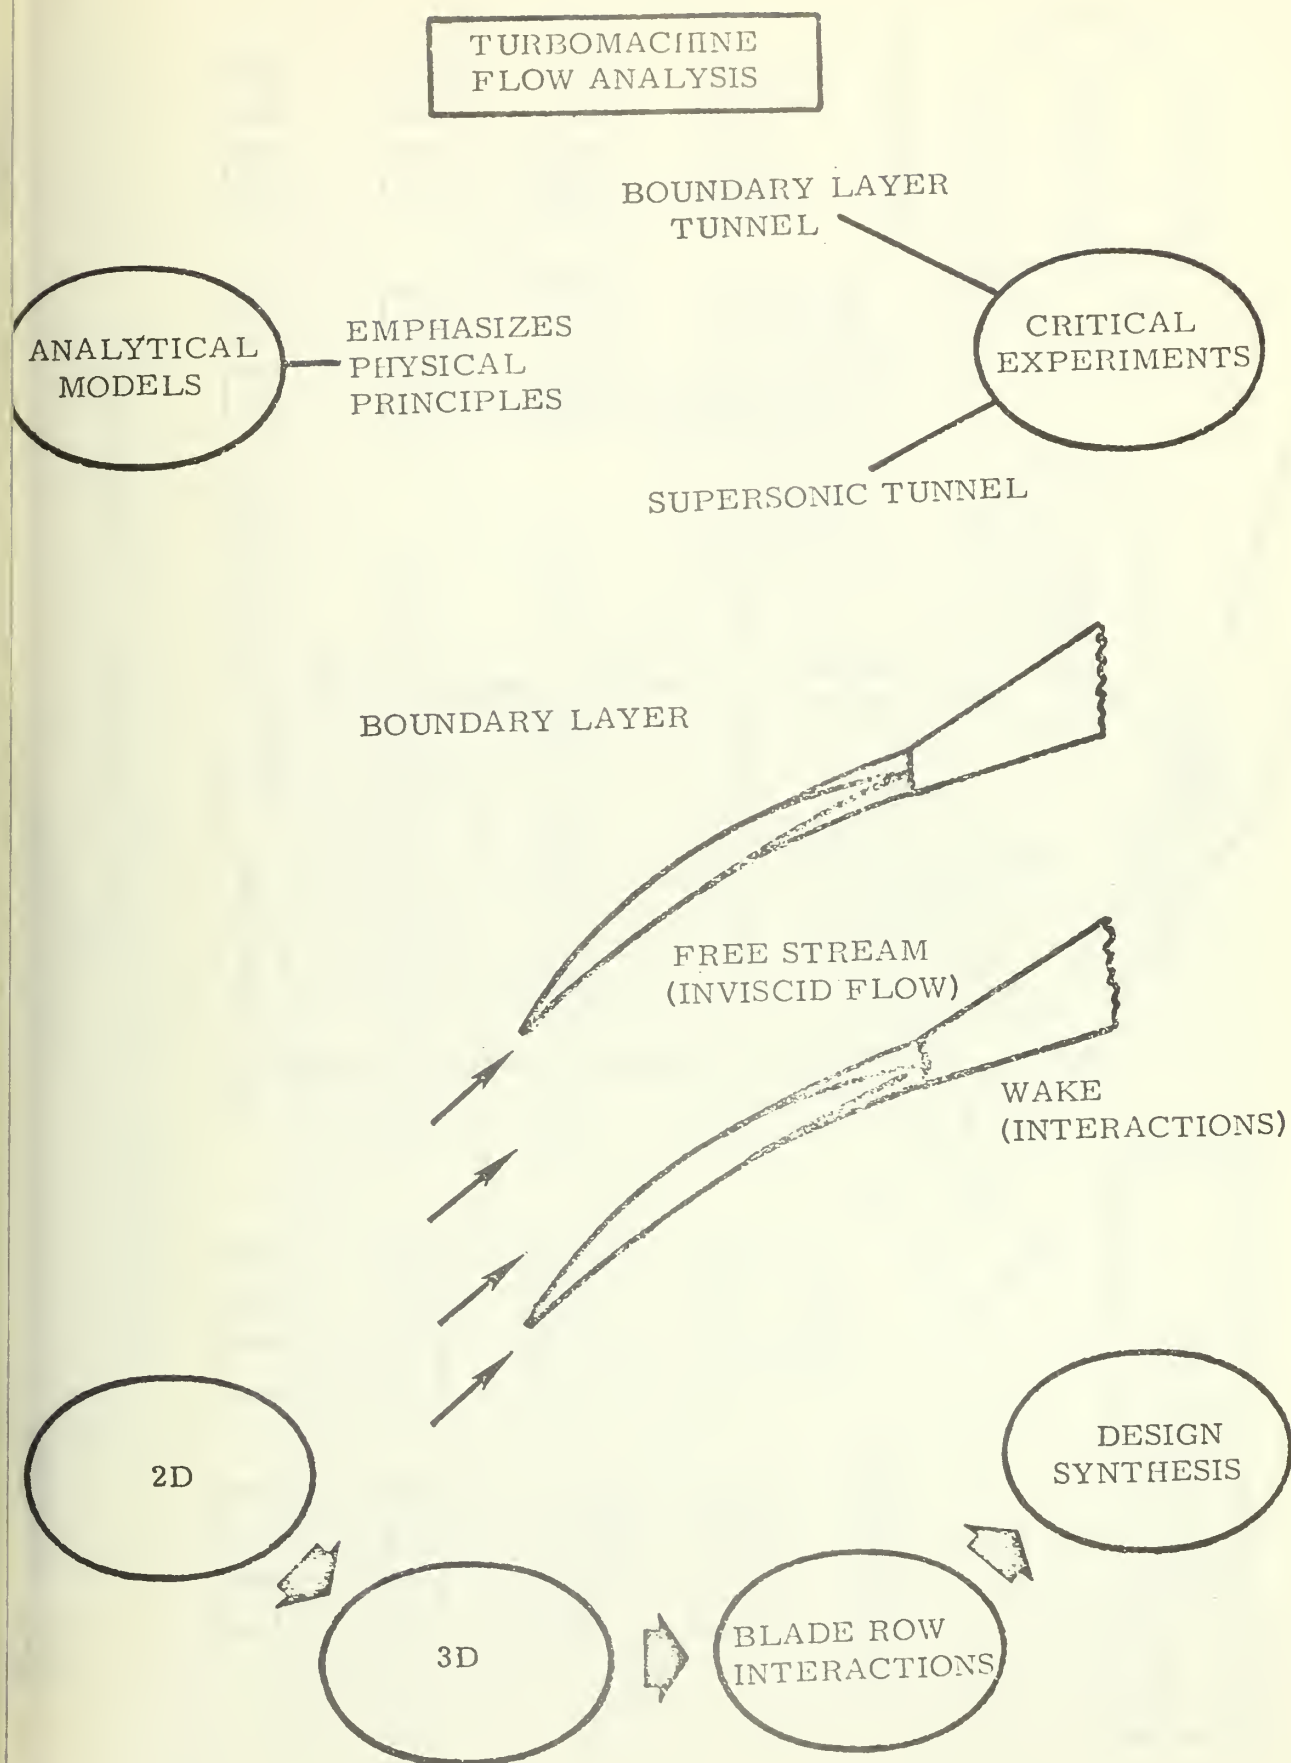 TURBOMACHINE
FLOW ANALYSIS
BOUNDARY LAYER
TUNNEL
ANALYTICAL
MODELS
EMPHASIZES
PHYSICAL
PRINCIPLES
CRITICAL
EXPERIMENTS
SUPERSONIC TUNNEL
BOUNDARY LAYER
FREE STREAM
(INVISCID FLOW)
WAKE
(INTERACTIONS)
2D
3D
BLADE ROW
INTERACTIONS
DESIGN
SYNTHESIS